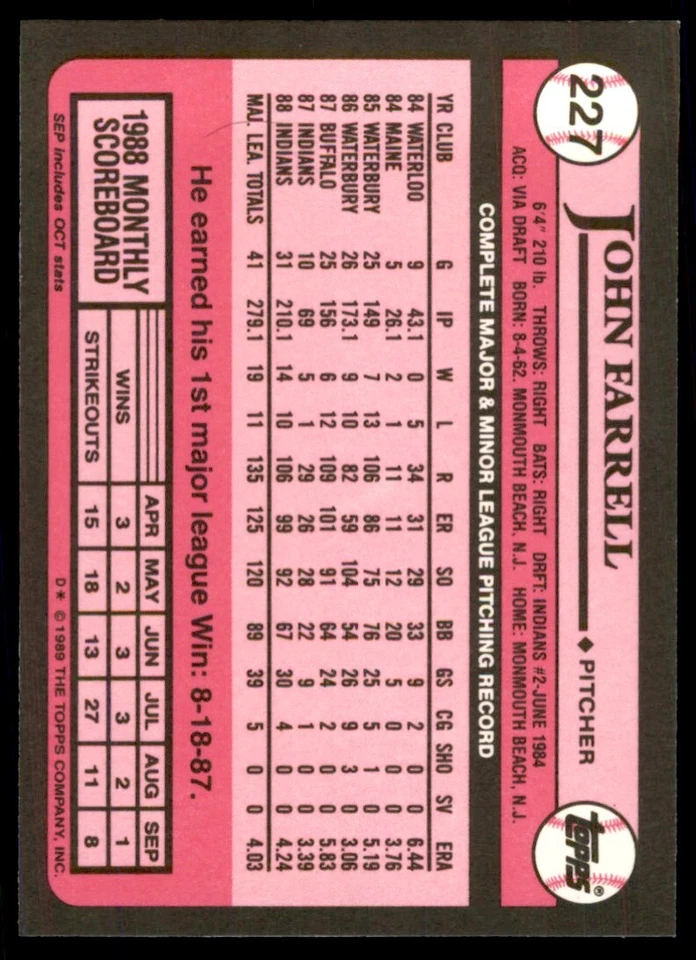 227
JOHN FARRELL ♦ PITCHER
topps®
6'4" 210 lb. THROWS: RIGHT BATS: RIGHT DRFT: INDIANS #2-JUNE 1984
ACQ: VIA DRAFT BORN: 8-4-62, MONMOUTH BEACH, N.J. HOME: MONMOUTH BEACH, N.J.
COMPLETE MAJOR & MINOR LEAGUE PITCHING RECORD
YR CLUB G IP W L R ER SO BB GS CG SHO SV ERA
84 WATERLOO 9 43.1 0 5 34 31 29 33 9 2 0 0 6.44
84 MAINE 5 26.1 2 1 11 11 12 20 5 0 0 0 3.76
85 WATERBURY 25 149 7 13 106 86 75 76 25 5 1 0 5.19
86 WATERBURY 26 173.1 9 10 82 59 104 54 26 9 3 0 3.06
87 BUFFALO 25 156 6 12 109 101 91 64 24 2 0 0 5.83
87 INDIANS 10 69 5 1 29 26 28 22 9 1 0 0 3.39
88 INDIANS 31 210.1 14 10 106 99 92 67 30 4 0 0 4.24
MAJ. LEA. TOTALS 41 279.1 19 11 135 125 120 89 39 5 0 0 4.03
He earned his 1st major league Win: 8-18-87.
1988 MONTHLY SCOREBOARD
APR MAY JUN JUL AUG SEP
WINS 3 2 3 3 2 1
STRIKEOUTS 15 18 13 27 11 8
SEP includes OCT stats
D* © 1989 THE TOPPS COMPANY, INC.